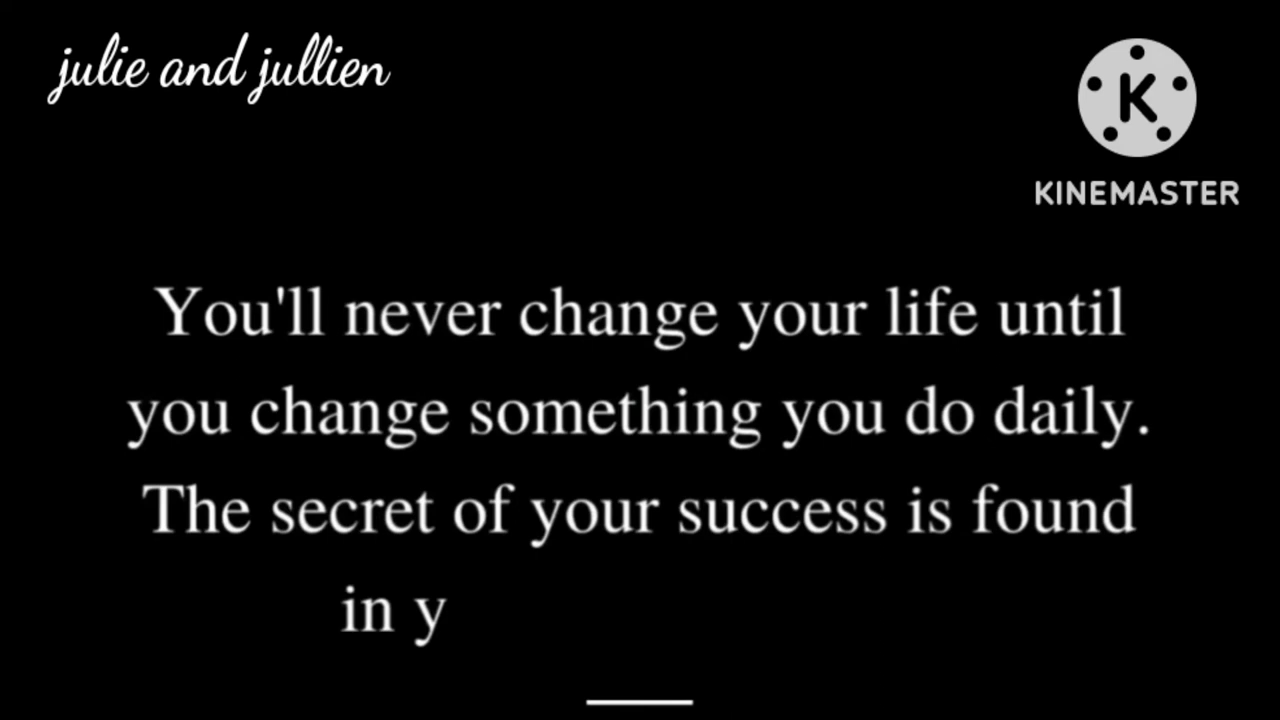 julie and jullien
K
KINEMASTER
You'll never change your life until
you change something you do daily.
The secret of your success is found
in y